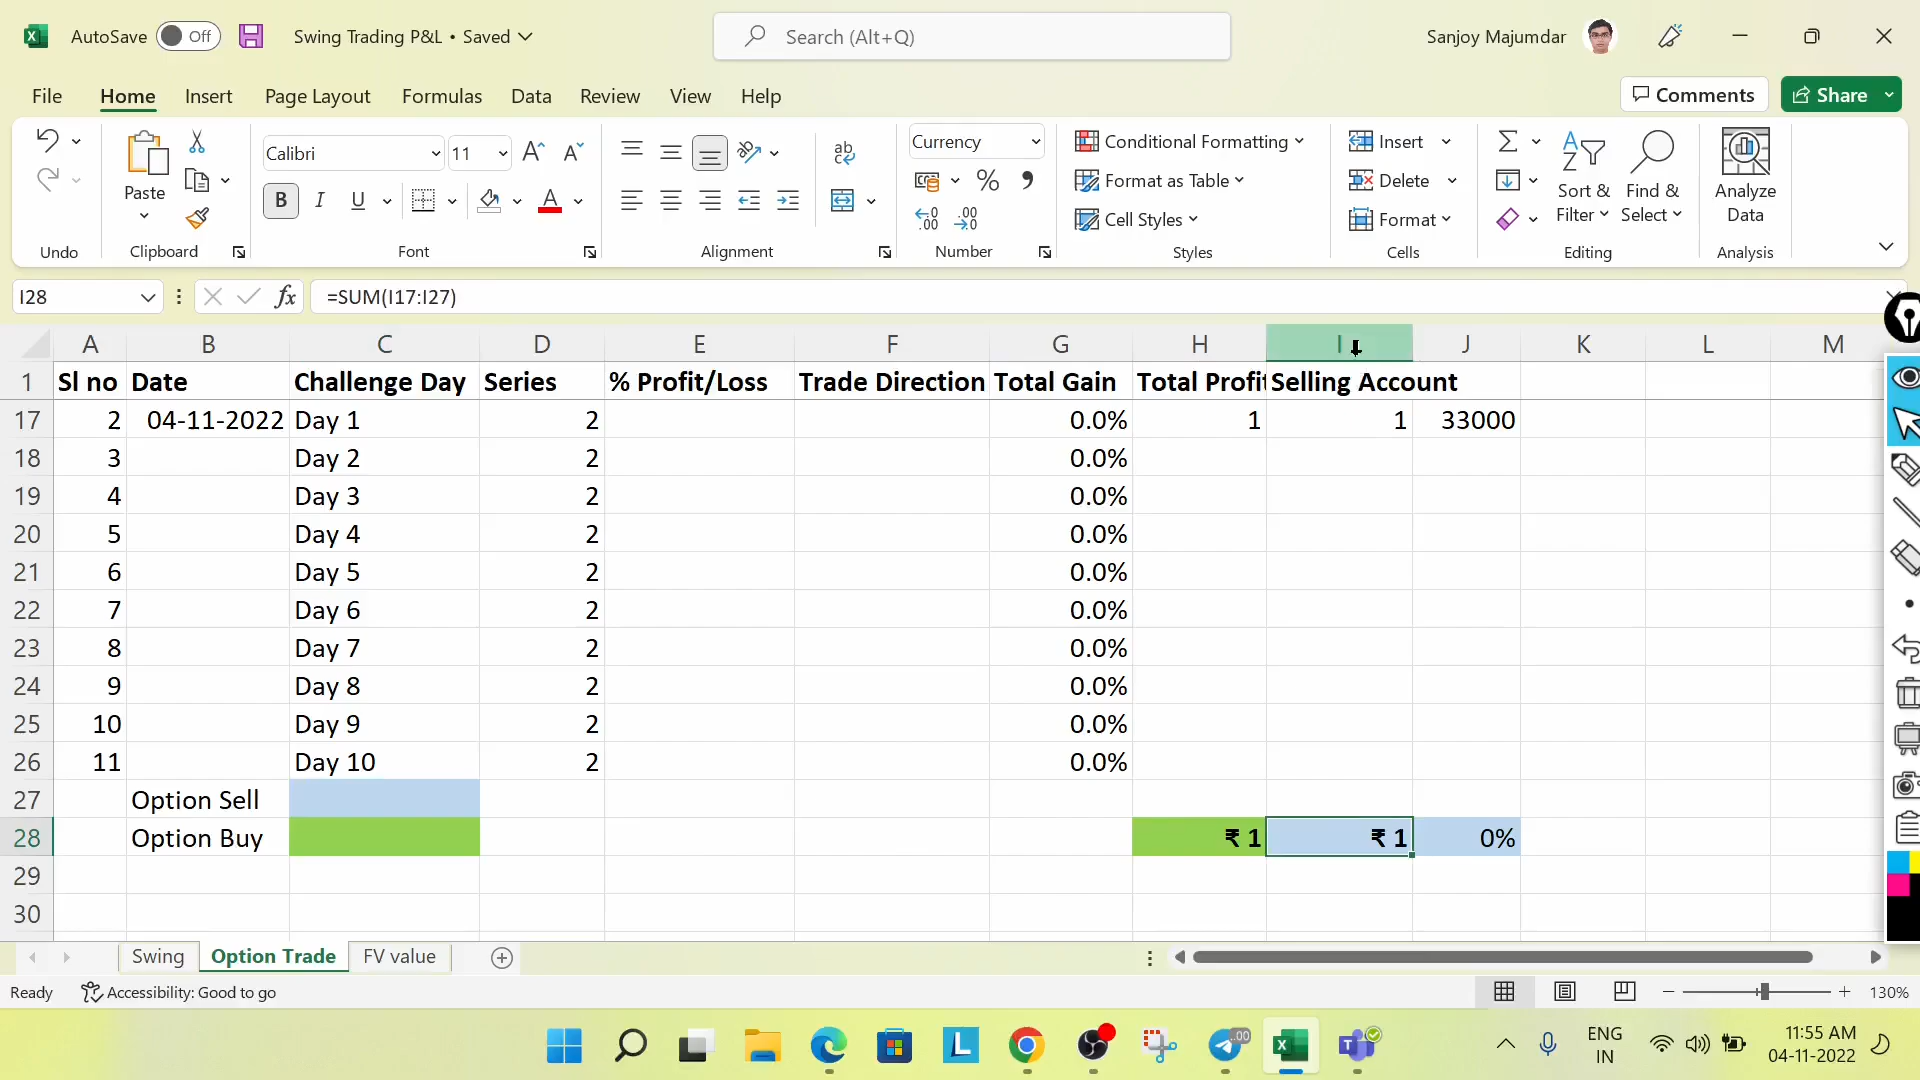 AutoSave Off Swing Trading P&L • Saved Search (Alt+Q) Sanjoy Majumdar
File Home Insert Page Layout Formulas Data Review View Help Comments Share
Calibri 11 Currency Conditional Formatting Insert
Paste Format as Table Delete Sort & Find & Analyze
B I U Cell Styles Format Filter Select Data
Undo Clipboard Font Alignment Number Styles Cells Editing Analysis
I28 fx =SUM(I17:I27)
A B C D E F G H I J K L M
1 Sl no Date Challenge Day Series % Profit/Loss Trade Direction Total Gain Total Profit Selling Account
17 2 04-11-2022 Day 1 2 0.0% 1 1 33000
18 3 Day 2 2 0.0%
19 4 Day 3 2 0.0%
20 5 Day 4 2 0.0%
21 6 Day 5 2 0.0%
22 7 Day 6 2 0.0%
23 8 Day 7 2 0.0%
24 9 Day 8 2 0.0%
25 10 Day 9 2 0.0%
26 11 Day 10 2 0.0%
27 Option Sell
28 Option Buy ₹ 1 ₹ 1 0%
29
30
Swing Option Trade FV value
Ready Accessibility: Good to go 130%
ENG 11:55 AM
IN 04-11-2022